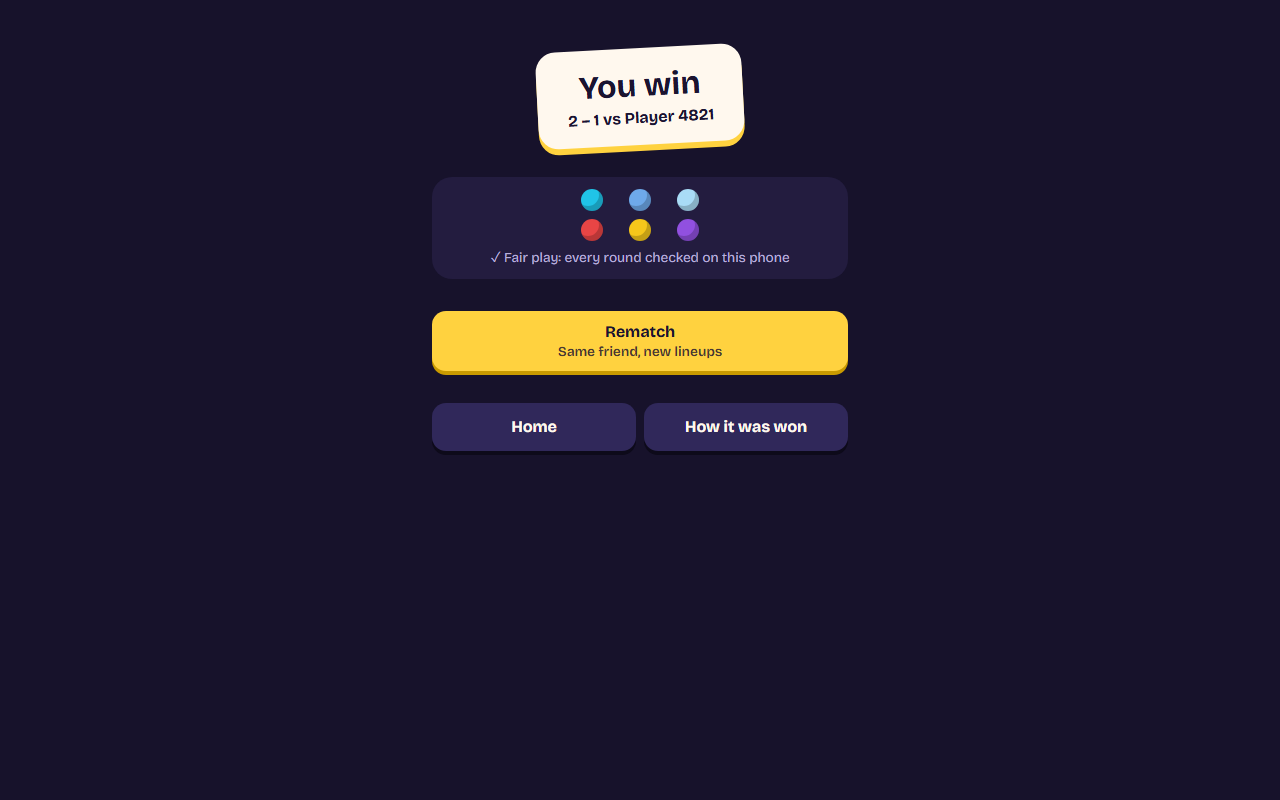 You win
2 – 1 vs Player 4821
✓ Fair play: every round checked on this phone
Rematch
Same friend, new lineups
Home
How it was won